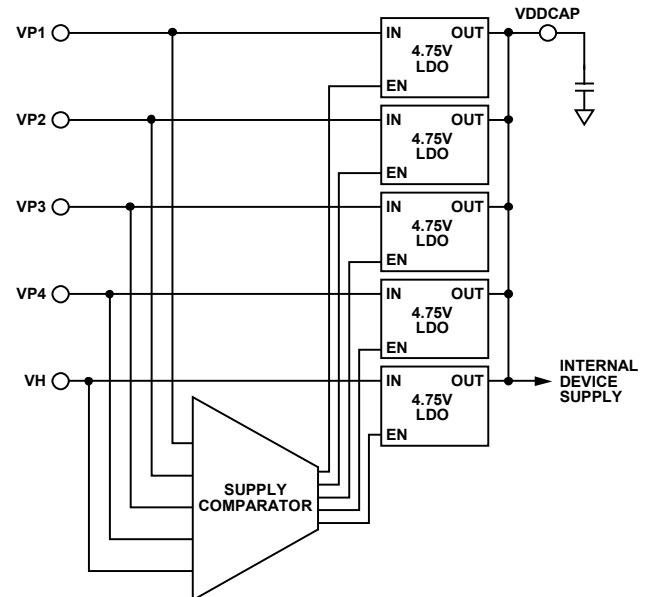 VP1
IN OUT
4.75V
LDO
EN
VDDCAP
VP2
IN OUT
4.75V
LDO
EN
VP3
IN OUT
4.75V
LDO
EN
VP4
IN OUT
4.75V
LDO
EN
VH
IN OUT
4.75V
LDO
EN
INTERNAL
DEVICE
SUPPLY
SUPPLY
COMPARATOR